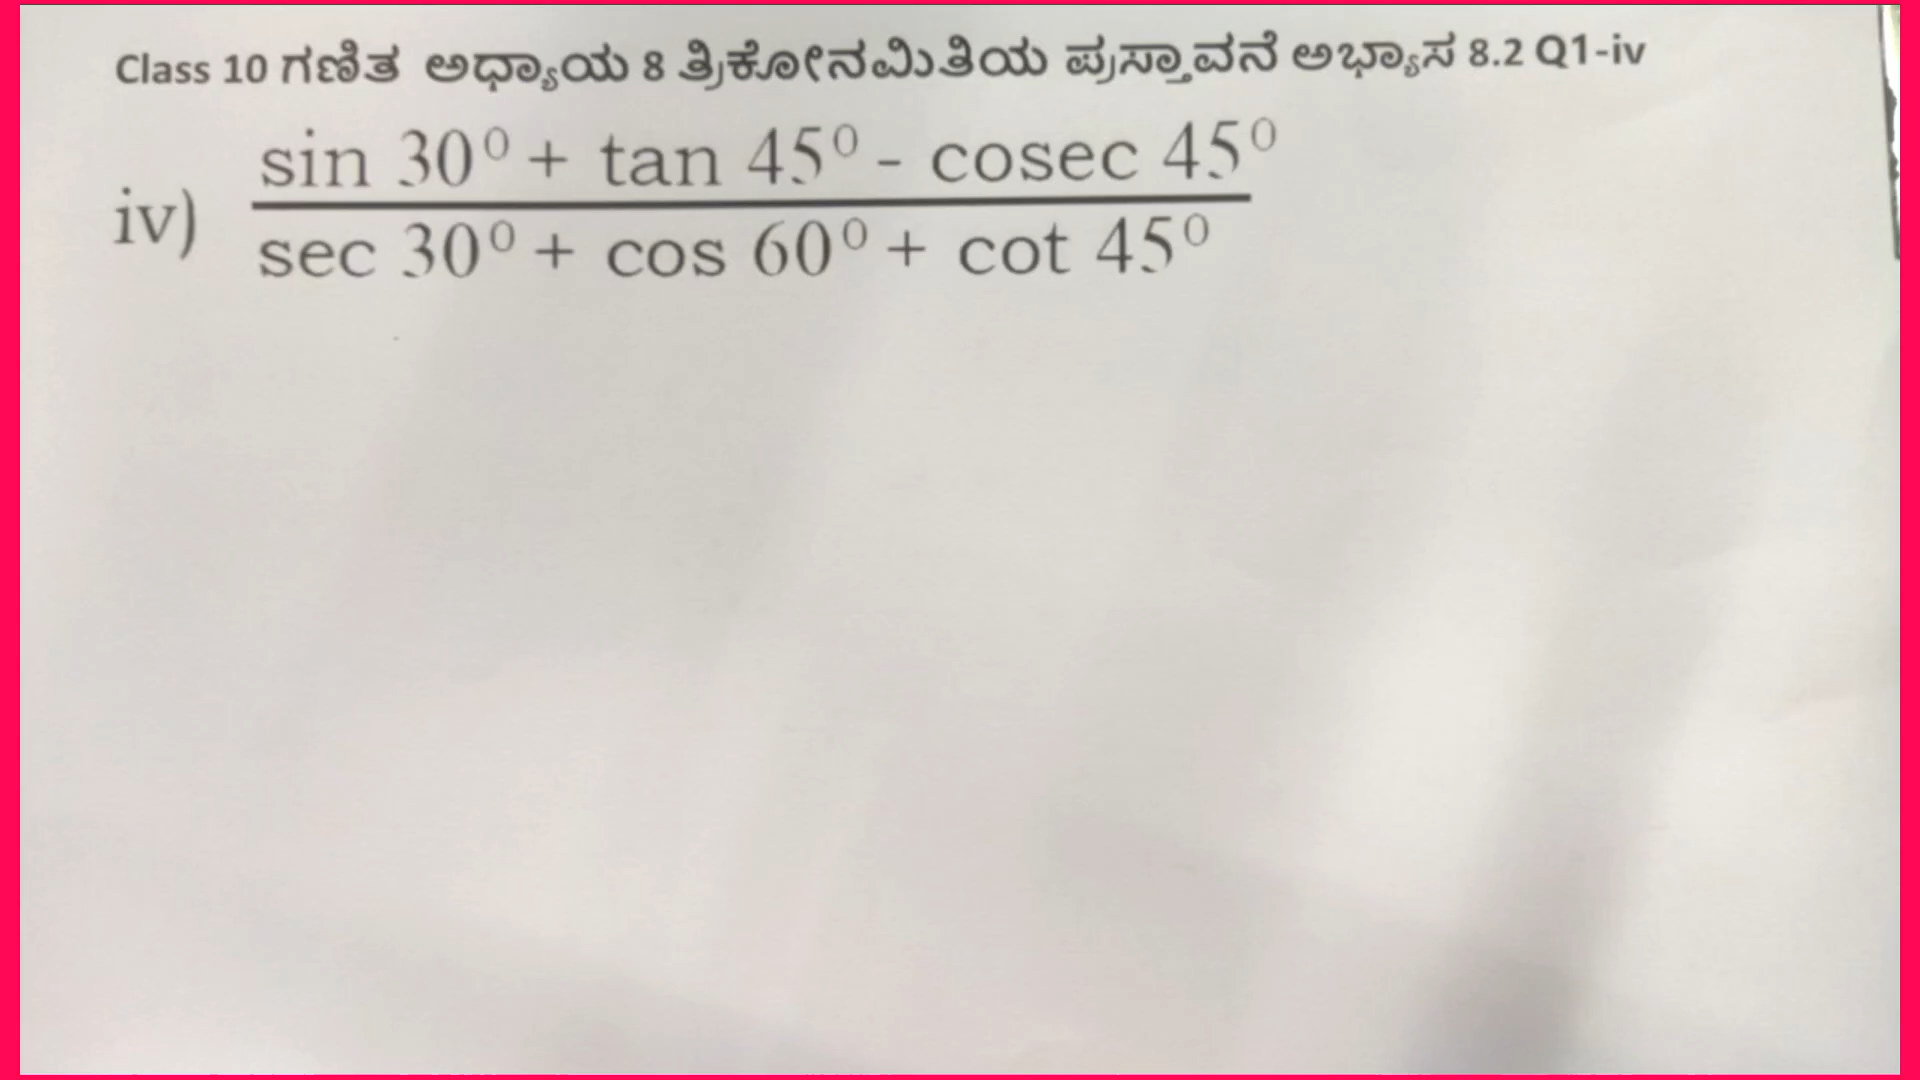 Class 10 ಗಣಿತ ಅಧ್ಯಾಯ 8 ತ್ರಿಕೋನಮಿತಿಯ ಪ್ರಸ್ತಾವನೆ ಅಭ್ಯಾಸ 8.2 Q1-iv
iv) sin 30⁰ + tan 45⁰ - cosec 45⁰
sec 30⁰ + cos 60⁰ + cot 45⁰